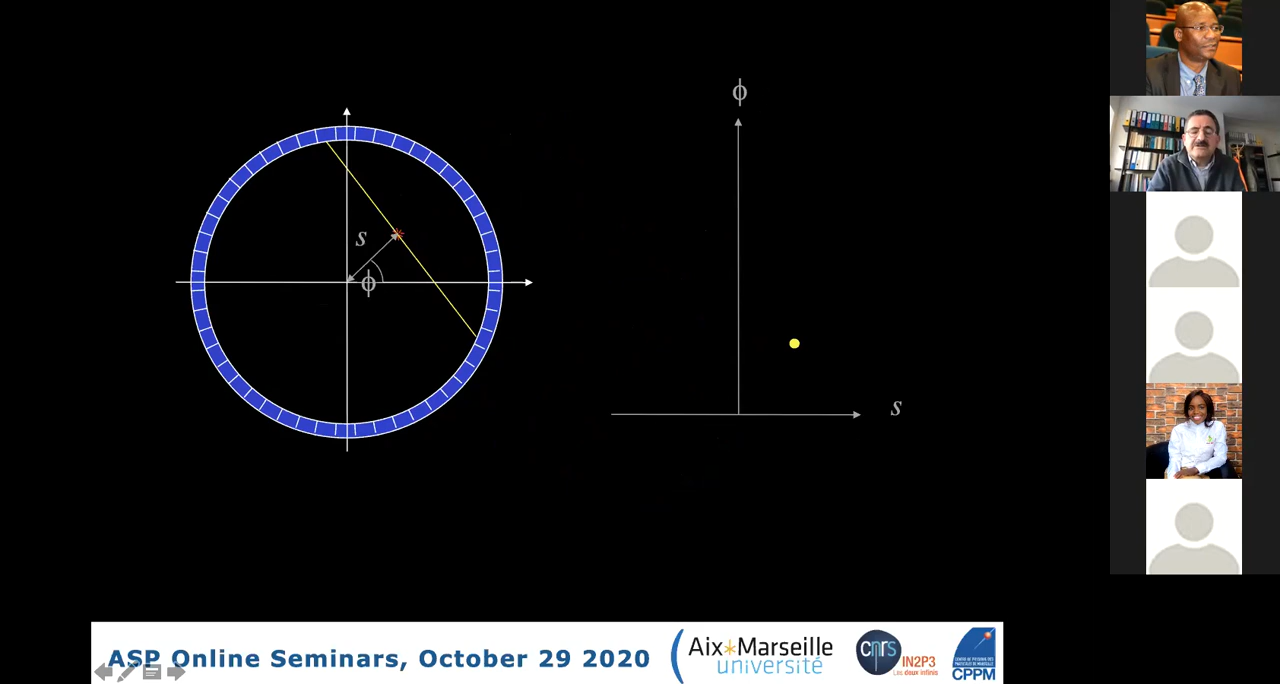 ϕ
s
ϕ
s
ASP Online Seminars, October 29 2020
Aix*Marseille
université
cnrs
IN2P3
Les deux infinis
CPPM